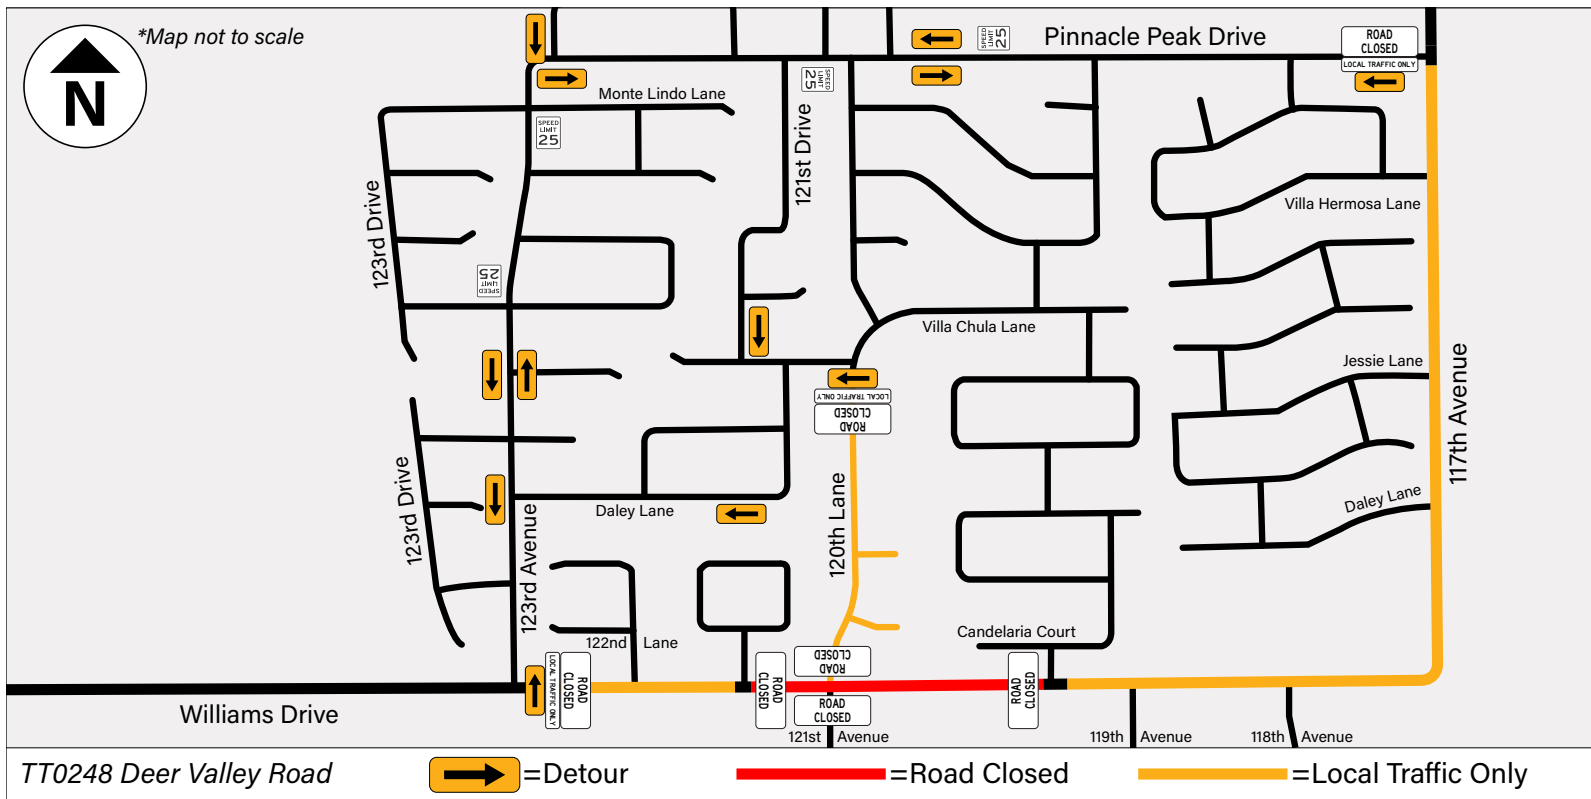 *Map not to scale
N
SPEED
LIMIT
25
Pinnacle Peak Drive
ROAD
CLOSED
LOCAL TRAFFIC ONLY
Monte Lindo Lane
SPEED
LIMIT
25
SPEED
LIMIT
25
121st Drive
123rd Drive
Villa Hermosa Lane
SPEED
LIMIT
25
Villa Chula Lane
Jessie Lane
117th Avenue
LOCAL TRAFFIC ONLY
ROAD
CLOSED
123rd Drive
120th Lane
Daley Lane
Daley Lane
123rd Avenue
122nd Lane
Candelaria Court
LOCAL TRAFFIC ONLY
ROAD
CLOSED
ROAD
CLOSED
ROAD
CLOSED
ROAD
CLOSED
ROAD
CLOSED
Williams Drive
121st Avenue
119th Avenue
118th Avenue
TT0248 Deer Valley Road
=Detour
=Road Closed
=Local Traffic Only